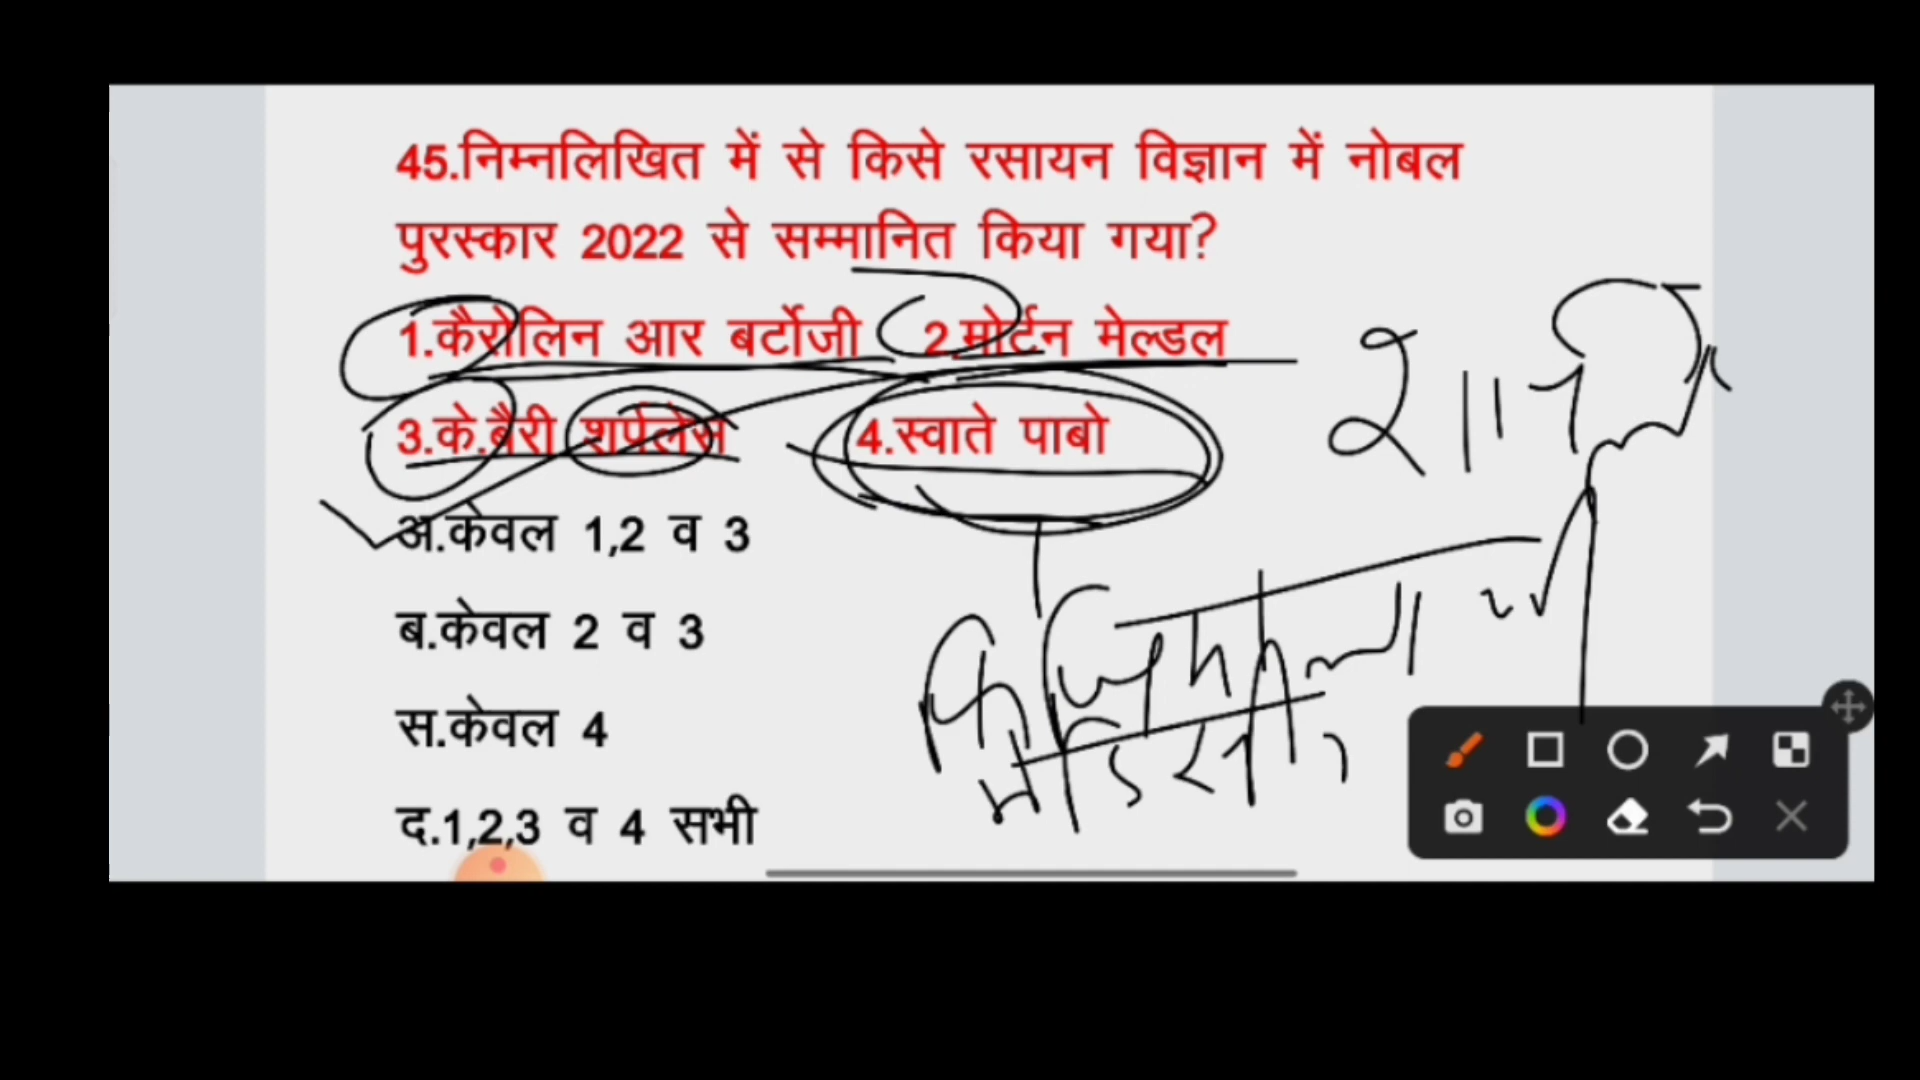 45.निम्नलिखित में से किसे रसायन विज्ञान में नोबल
पुरस्कार 2022 से सम्मानित किया गया?
1.कैरोलिन आर बर्टोजी 2.मोर्टन मेल्डल
3.के.बैरी शर्पलेस 4.स्वाते पाबो
अ.केवल 1,2 व 3
ब.केवल 2 व 3
स.केवल 4
द.1,2,3 व 4 सभी